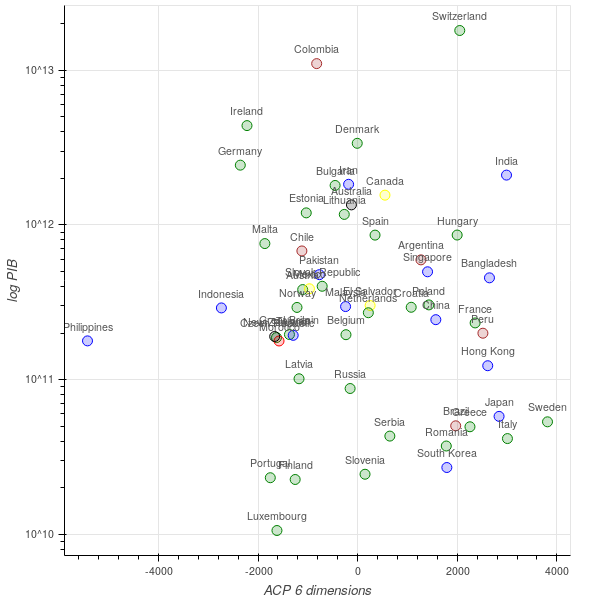 Switzerland
10^13
Colombia
Ireland
Denmark
Germany
India
Bulgaria
Iran
Canada
Australia
Estonia
Lithuania
10^12
Spain
Hungary
Malta
Chile
Argentina
Pakistan
Singapore
Bangladesh
Slovak Republic
Indonesia
Norway
Malaysia
El Salvador
Croatia
Poland
Netherlands
China
France
Philippines
Belgium
Peru
Morocco
Hong Kong
10^11
Latvia
Russia
Japan
Sweden
Brazil
Greece
Serbia
Italy
Romania
South Korea
Portugal
Finland
Slovenia
Luxembourg
10^10
log PIB
-4000
-2000
0
2000
4000
ACP 6 dimensions